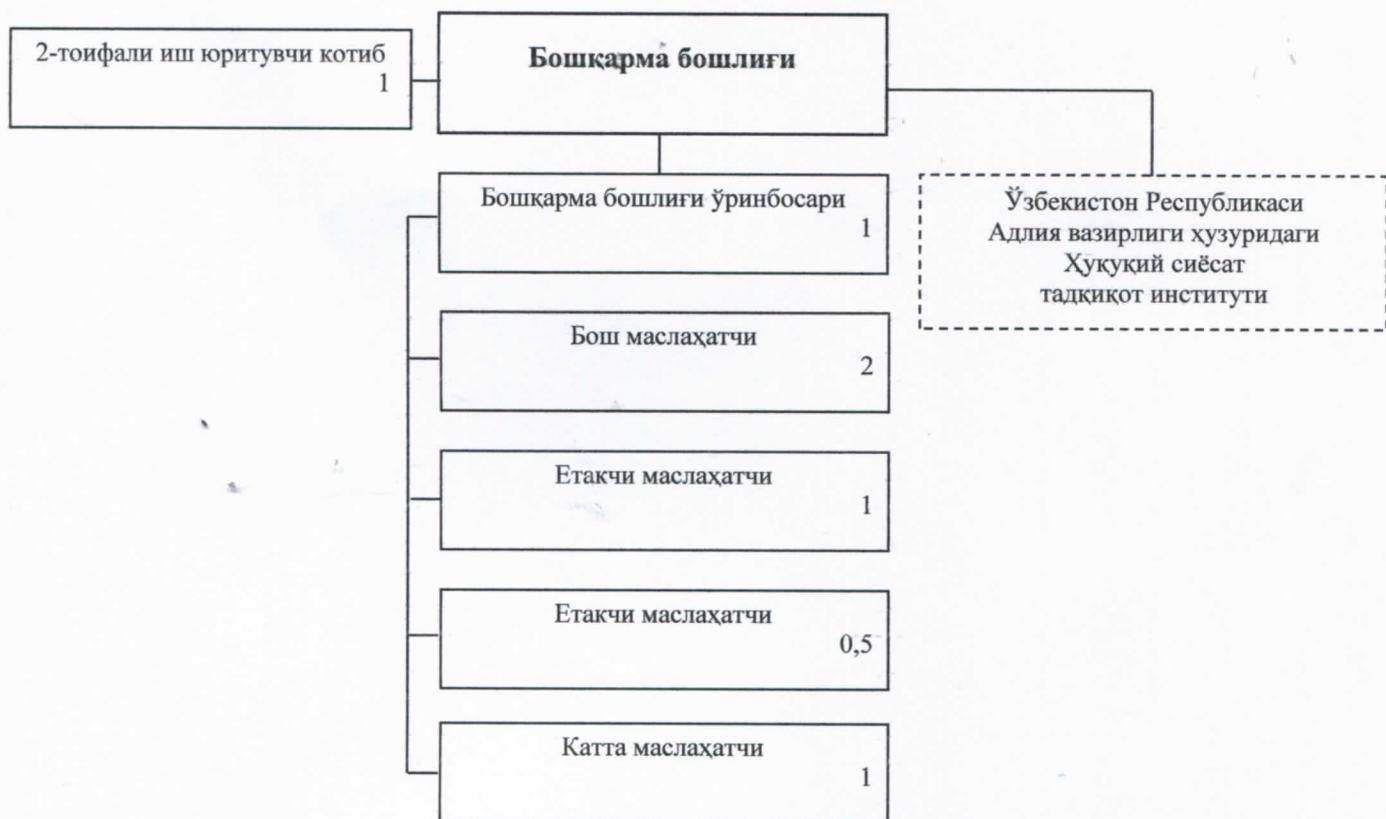 2-тоифали иш юритувчи котиб
1
Бошқарма бошлиғи
Бошқарма бошлиғи ўринбосари
1
Ўзбекистон Республикаси
Адлия вазирлиги ҳузуридаги
Ҳуқуқий сиёсат
тадқиқот институти
Бош маслаҳатчи
2
Етакчи маслаҳатчи
1
Етакчи маслаҳатчи
0,5
Катта маслаҳатчи
1